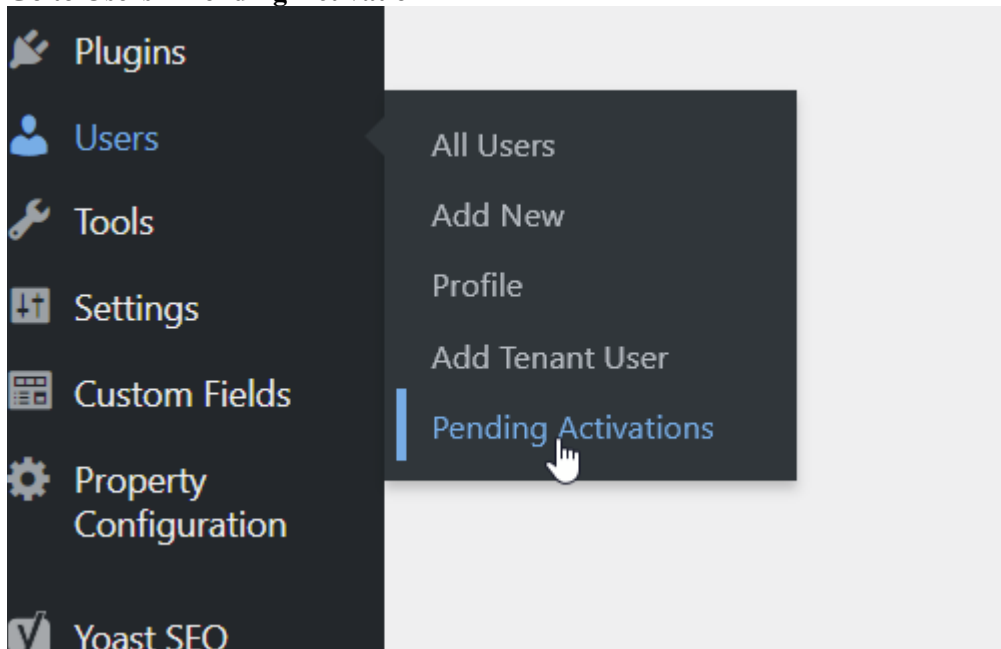 Plugins
Users
Tools
Settings
Custom Fields
Property
Configuration
Yoast SEO
All Users
Add New
Profile
Add Tenant User
Pending Activations